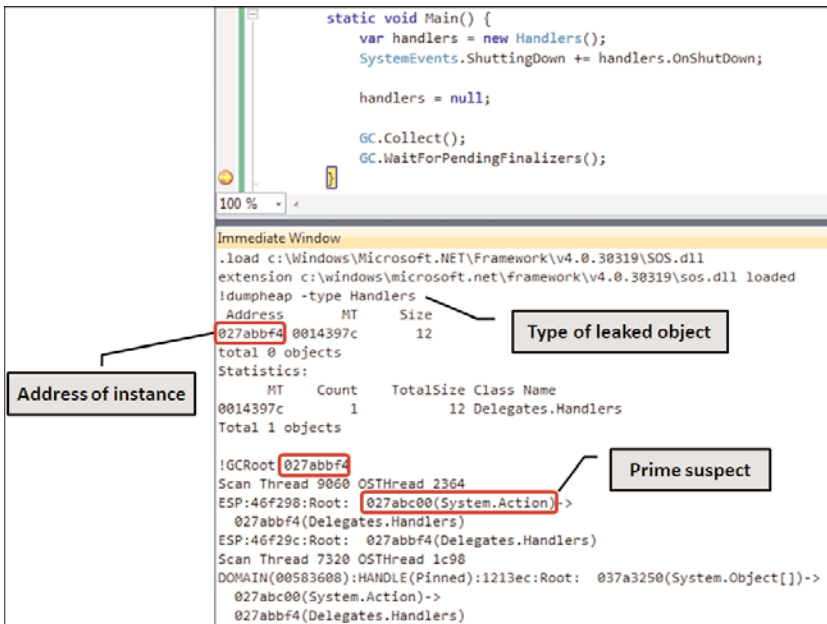 static void Main() {
var handlers = new Handlers();
SystemEvents.ShuttingDown += handlers.OnShutDown;
handlers = null;
GC.Collect();
GC.WaitForPendingFinalizers();
}
100 %
Immediate Window
.load c:\Windows\Microsoft.NET\Framework\v4.0.30319\SOS.dll
extension c:\windows\microsoft.net\framework\v4.0.30319\sos.dll loaded
!dumpheap -type Handlers
Address MT Size
027abbf4 0014397c 12
total 0 objects
Statistics:
MT Count TotalSize Class Name
0014397c 1 12 Delegates.Handlers
Total 1 objects
Type of leaked object
Address of instance
!GCRoot 027abbf4
Scan Thread 9060 OSTHread 2364
ESP:46f298:Root: 027abc00(System.Action)->
027abbf4(Delegates.Handlers)
ESP:46f29c:Root: 027abbf4(Delegates.Handlers)
Scan Thread 7320 OSTHread 1c98
DOMAIN(00583608):HANDLE(Pinned):1213ec:Root: 037a3250(System.Object[])->
027abc00(System.Action)->
027abbf4(Delegates.Handlers)
Prime suspect